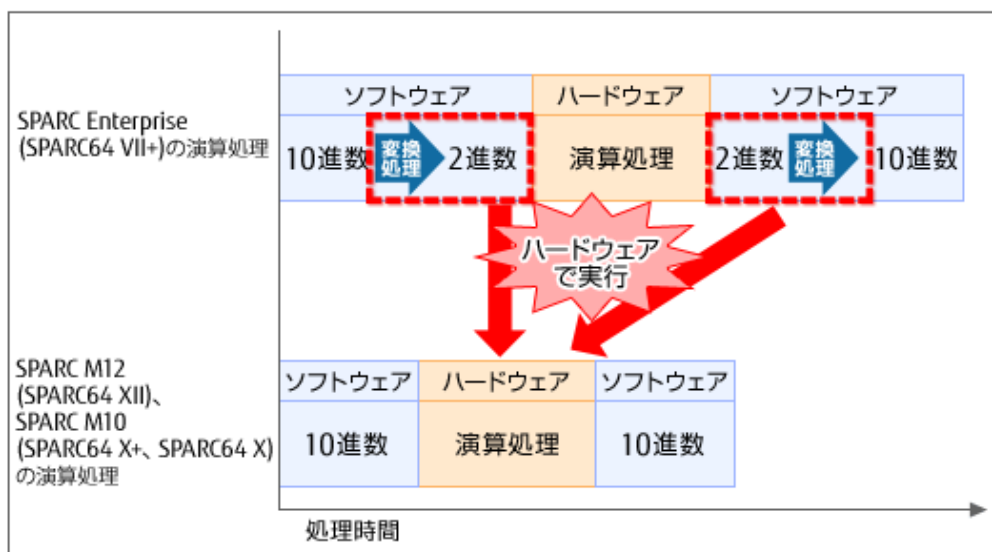 ソフトウェア ハードウェア ソフトウェア
SPARC Enterprise
(SPARC64 VII+)の演算処理
10進数 変換 2進数 演算処理 2進数 変換 10進数
処理 処理
ハードウェア
で実行
SPARC M12
(SPARC64 XII)、
SPARC M10
(SPARC64 X+、SPARC64 X)
の演算処理
ソフトウェア ハードウェア ソフトウェア
10進数 演算処理 10進数
処理時間